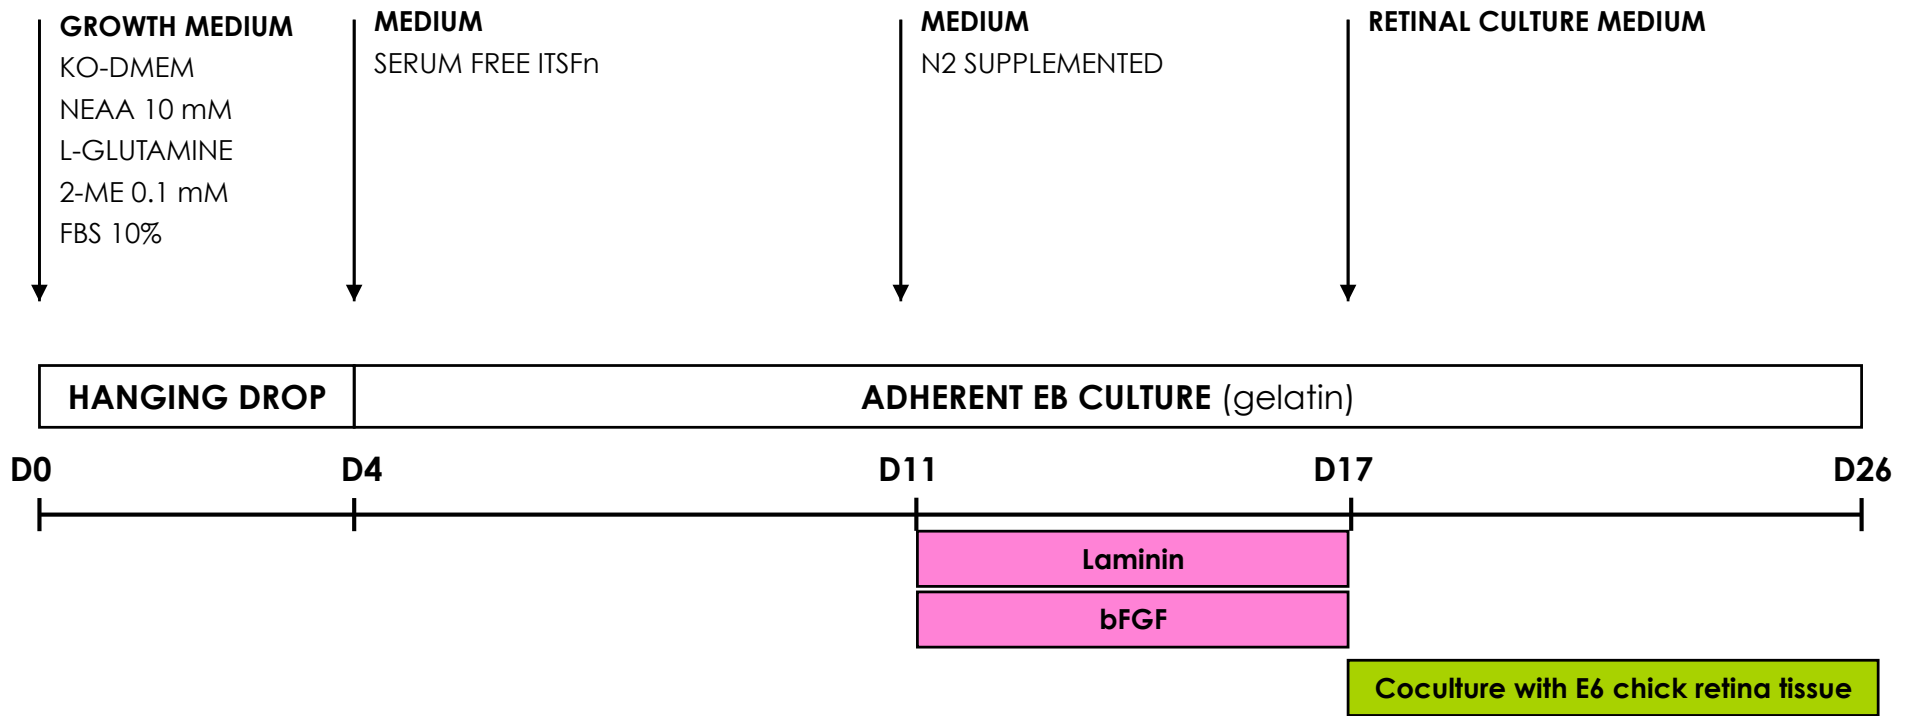 GROWTH MEDIUM
KO-DMEM
NEAA 10 mM
L-GLUTAMINE
2-ME 0.1 mM
FBS 10%
MEDIUM
SERUM FREE ITSFn
MEDIUM
N2 SUPPLEMENTED
RETINAL CULTURE MEDIUM
HANGING DROP
ADHERENT EB CULTURE (gelatin)
D0
D4
D11
D17
D26
Laminin
bFGF
Coculture with E6 chick retina tissue